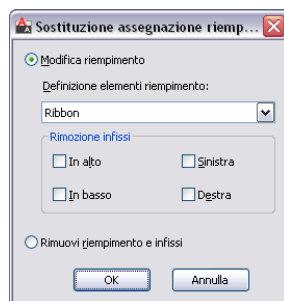 Sostituzione assegnazione riemp...
Modifica riempimento
Definizione elementi riempimento:
Ribbon
Rimozione infissi
In alto
Sinistra
In basso
Destra
Rimuovi riempimento e infissi
OK
Annulla